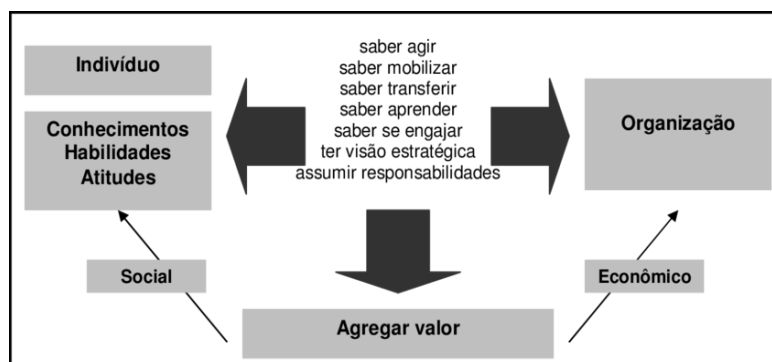 Indivíduo
Conhecimentos
Habilidades
Atitudes
saber agir
saber mobilizar
saber transferir
saber aprender
saber se engajar
ter visão estratégica
assumir responsabilidades
Organização
Social
Econômico
Agregar valor